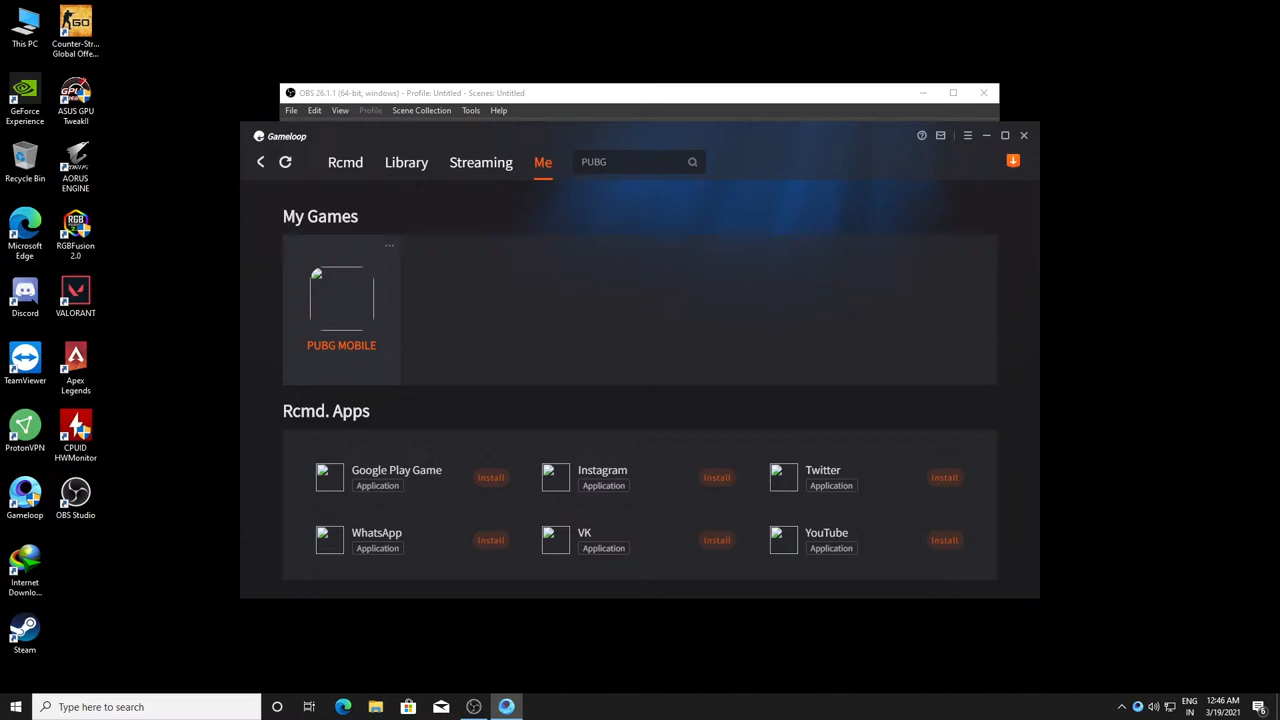 This PC
Counter-Str...
Global Offe...
GeForce
Experience
ASUS GPU
TweakII
Recycle Bin
AORUS
ENGINE
Microsoft
Edge
RGBFusion
2.0
Discord
VALORANT
TeamViewer
Apex
Legends
ProtonVPN
CPUID
HWMonitor
Gameloop
OBS Studio
Internet
Downlo...
Steam
OBS 26.1.1 (64-bit, windows) - Profile: Untitled - Scenes: Untitled
File Edit View Profile Scene Collection Tools Help
Gameloop
Rcmd Library Streaming Me PUBG
My Games
PUBG MOBILE
Rcmd. Apps
Google Play Game
Application
Install
Instagram
Application
Install
Twitter
Application
Install
WhatsApp
Application
Install
VK
Application
Install
YouTube
Application
Install
Type here to search
ENG
IN
12:46 AM
3/19/2021
6